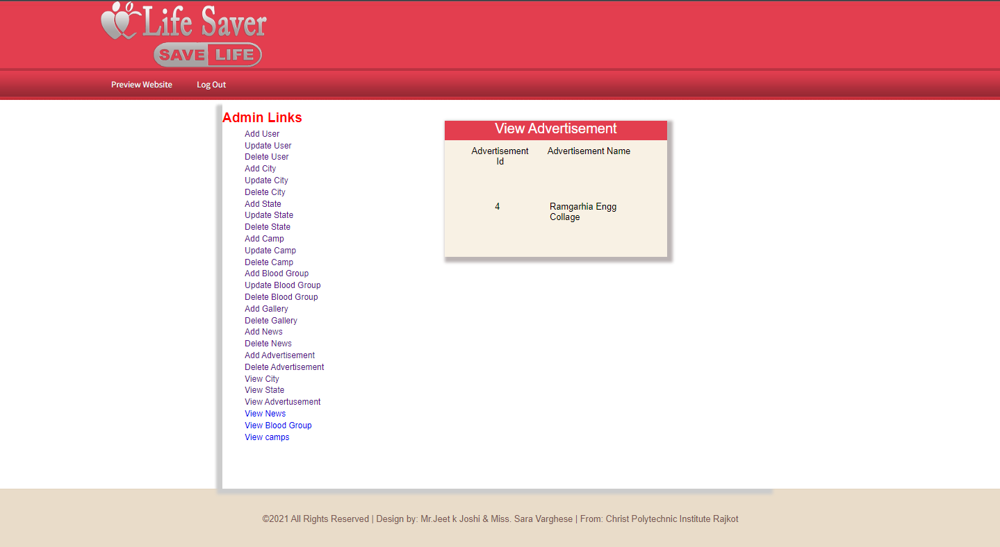 Life Saver
SAVE LIFE
Preview Website Log Out
Admin Links
Add User
Update User
Delete User
Add City
Update City
Delete City
Add State
Update State
Delete State
Add Camp
Update Camp
Delete Camp
Add Blood Group
Update Blood Group
Delete Blood Group
Add Gallery
Delete Gallery
Add News
Delete News
Add Advertisement
Delete Advertisement
View City
View State
View Advertusement
View News
View Blood Group
View camps
View Advertisement
Advertisement Advertisement Name
Id
4 Ramgarhia Engg
Collage
©2021 All Rights Reserved | Design by: Mr.Jeet k Joshi & Miss. Sara Varghese | From: Christ Polytechnic Institute Rajkot